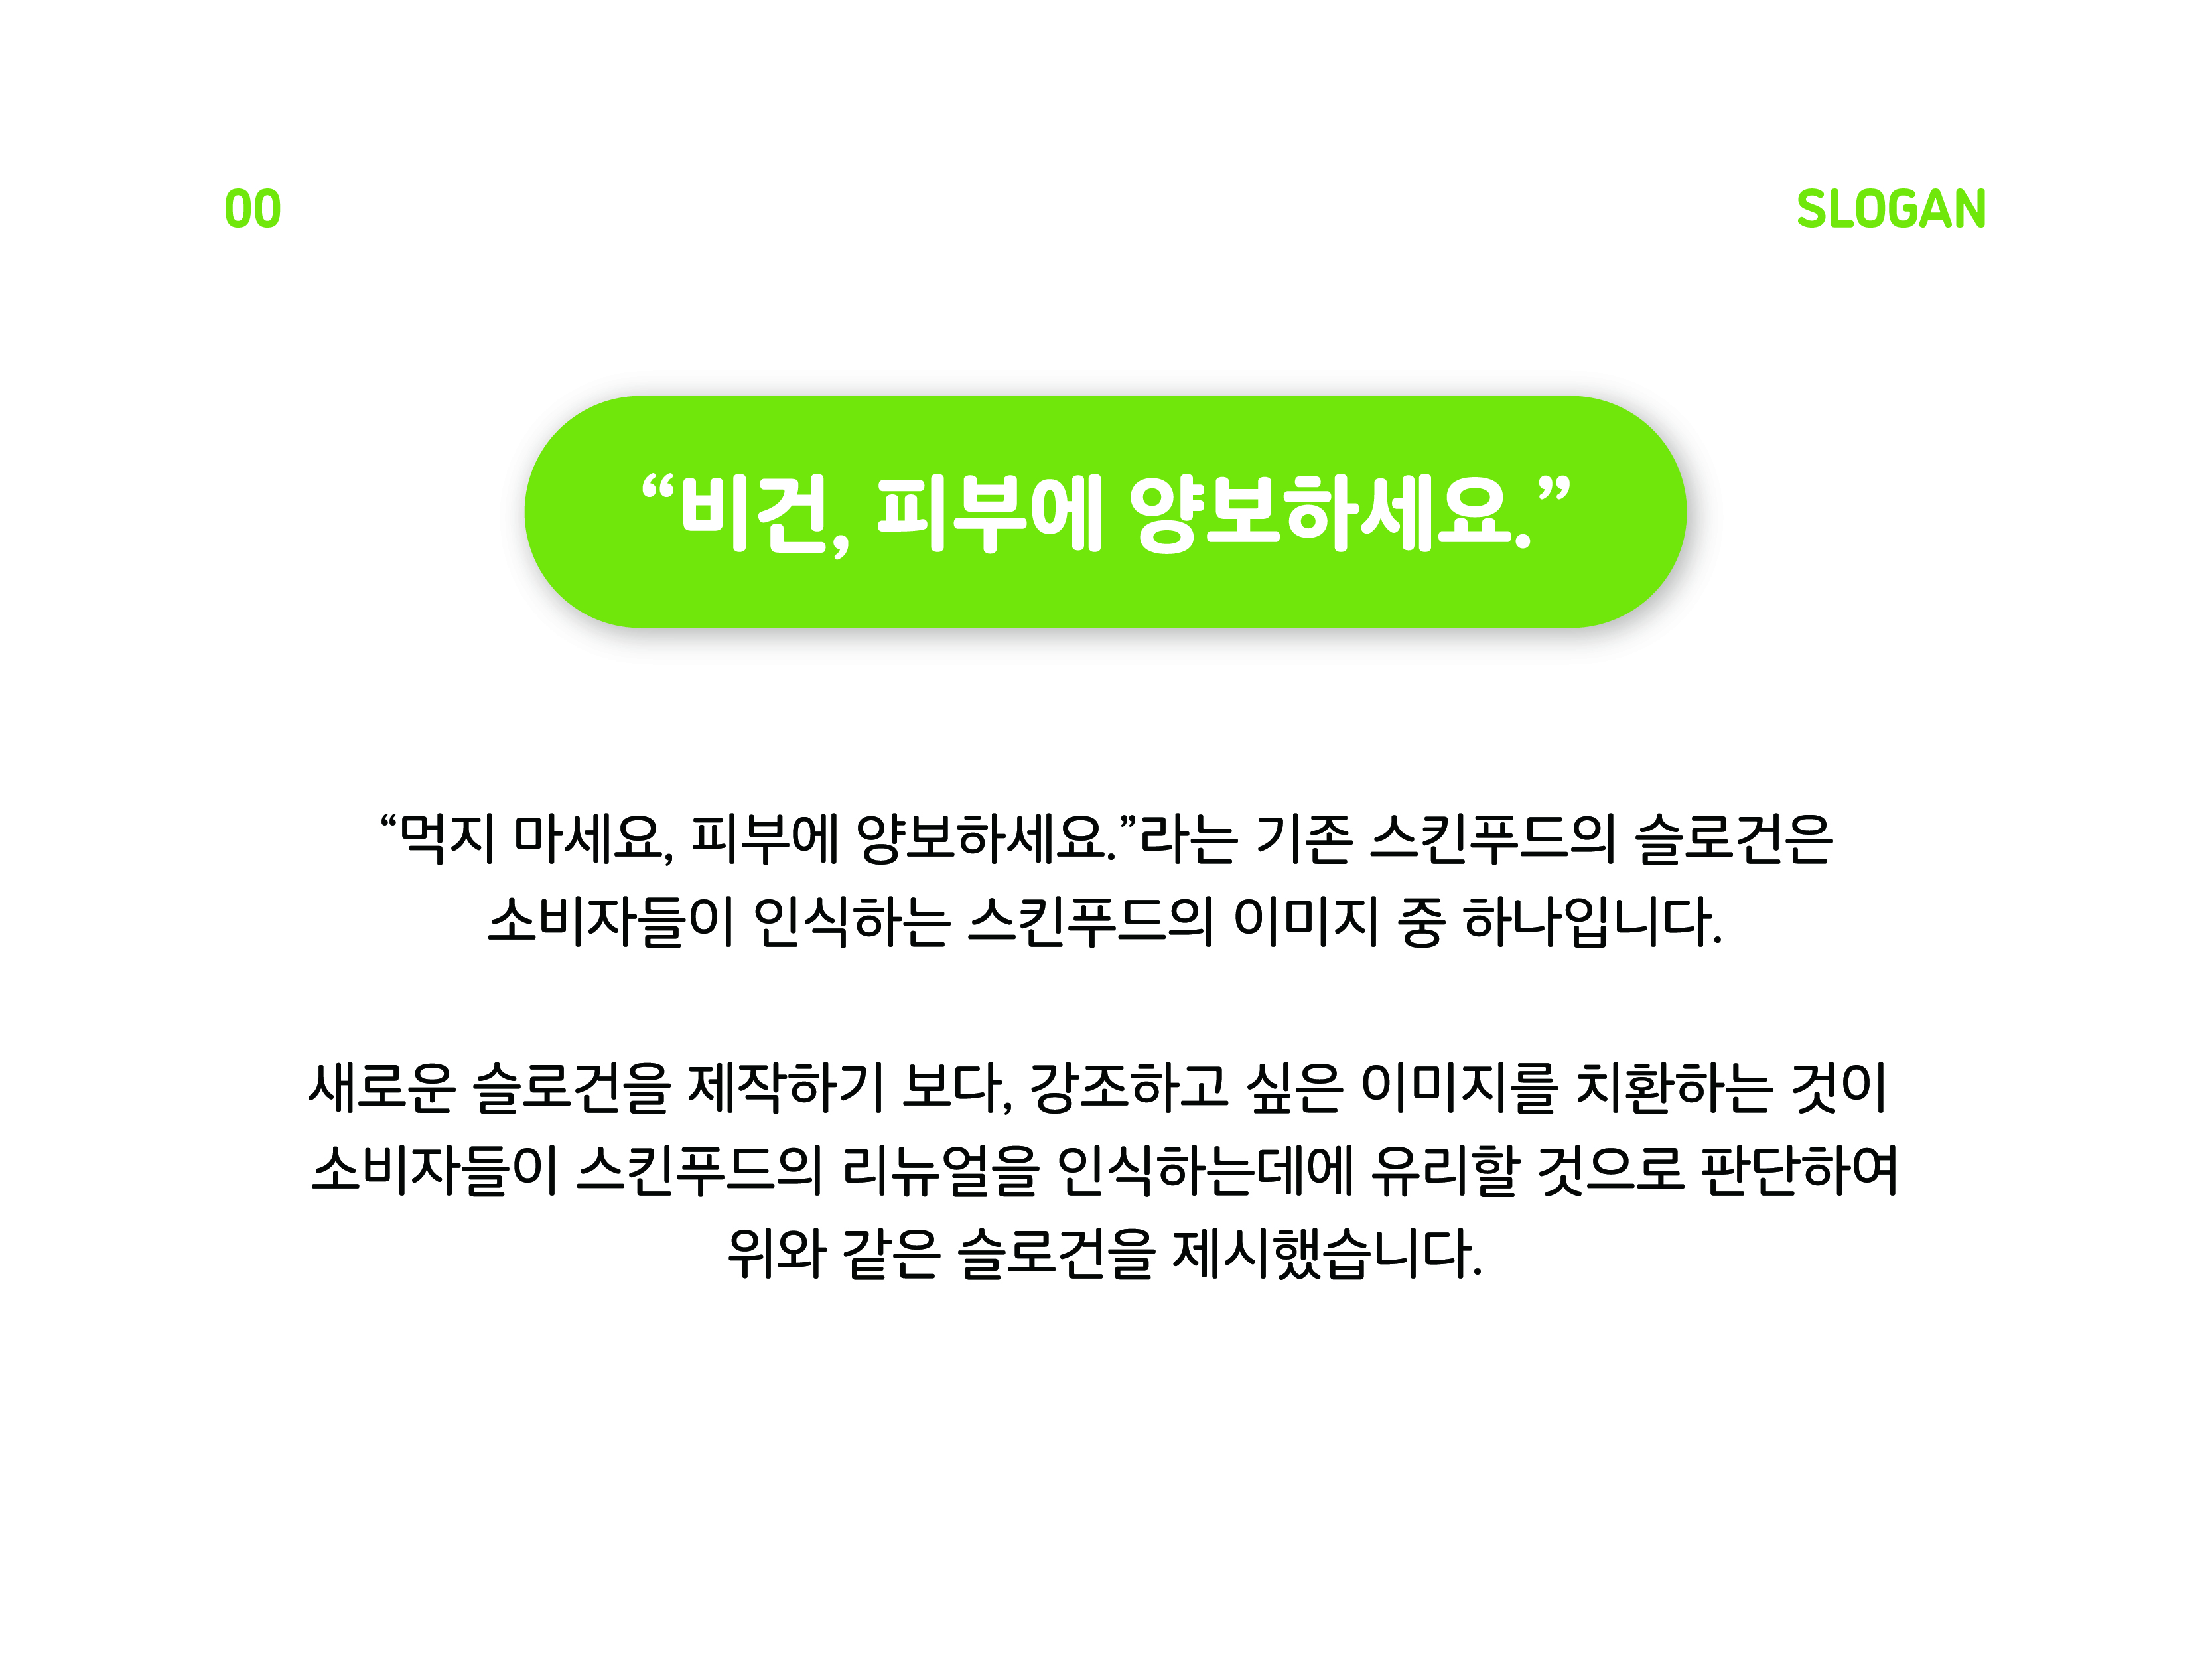 00
SLOGAN
“비건, 피부에 양보하세요.”
“먹지 마세요, 피부에 양보하세요.”라는 기존 스킨푸드의 슬로건은
소비자들이 인식하는 스킨푸드의 이미지 중 하나입니다.
새로운 슬로건을 제작하기 보다, 강조하고 싶은 이미지를 치환하는 것이
소비자들이 스킨푸드의 리뉴얼을 인식하는데에 유리할 것으로 판단하여
위와 같은 슬로건을 제시했습니다.